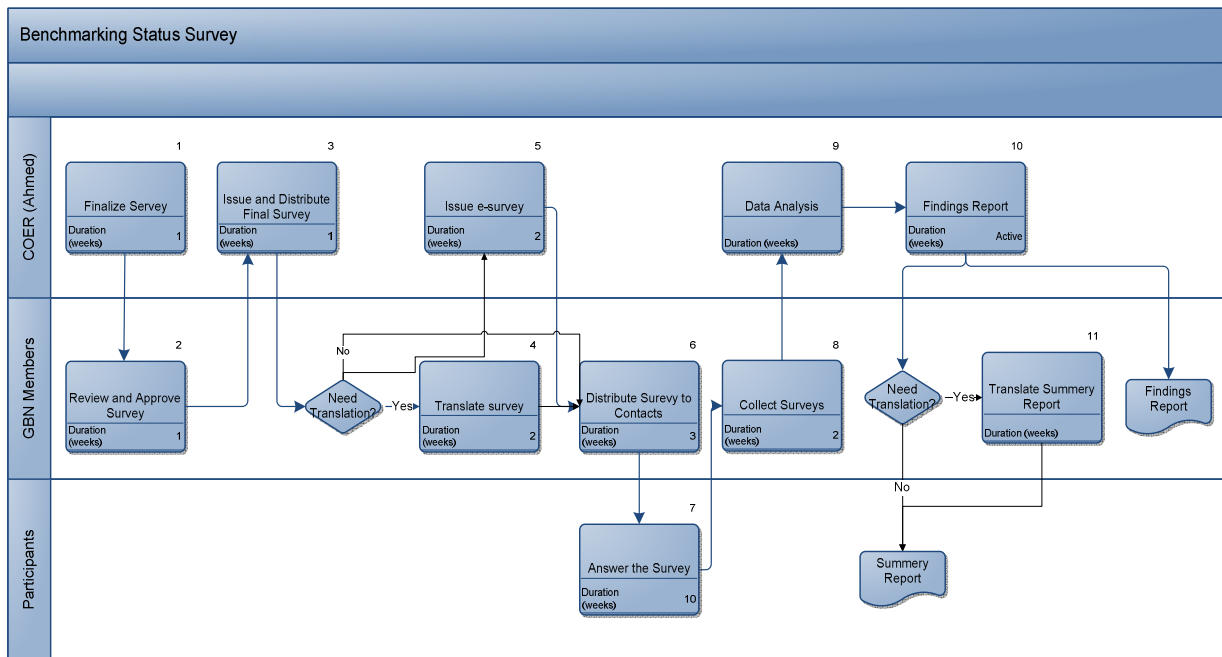 Benchmarking Status Survey
COER (Ahmed)
1
Finalize Servey
Duration
(weeks)
1
3
Issue and Distribute
Final Survey
Duration
(weeks)
1
5
Issue e-survey
Duration
(weeks)
2
9
Data Analysis
Duration (weeks)
10
Findings Report
Duration
(weeks)
Active
GBN Members
2
Review and Approve
Survey
Duration
(weeks)
1
No
Need
Translation?
Yes
4
Translate survey
Duration
(weeks)
2
6
Distribute Surevy to
Contacts
Duration
(weeks)
3
8
Collect Surveys
Duration
(weeks)
2
Need
Translation?
Yes
No
11
Translate Summery
Report
Duration (weeks)
Findings
Report
Participants
7
Answer the Survey
Duration
(weeks)
10
Summery
Report